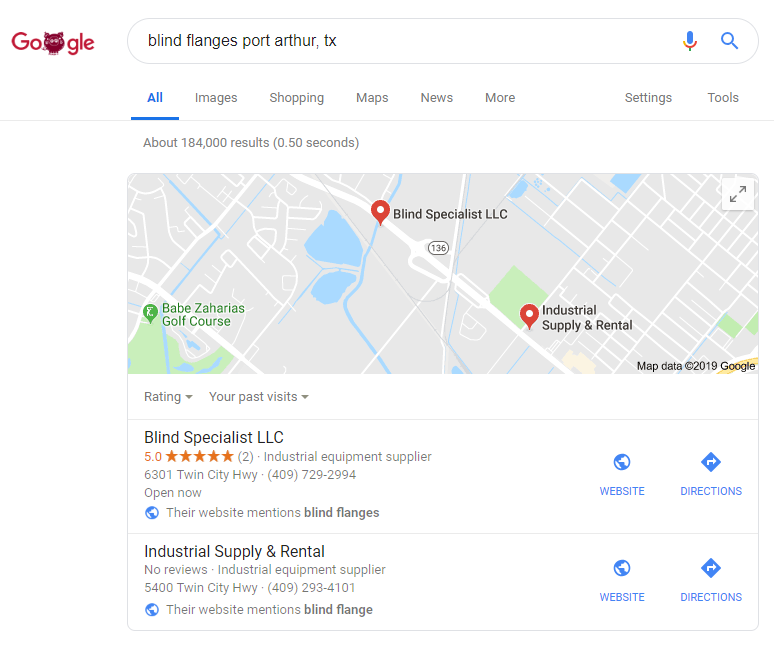 Google
blind flanges port arthur, tx
All Images Shopping Maps News More Settings Tools
About 184,000 results (0.50 seconds)
Blind Specialist LLC
136
Babe Zaharias
Golf Course
Industrial
Supply & Rental
Map data ©2019 Google
Rating Your past visits
Blind Specialist LLC
5.0 ★★★★★ (2) · Industrial equipment supplier
6301 Twin City Hwy · (409) 729-2994
Open now
Their website mentions blind flanges
WEBSITE DIRECTIONS
Industrial Supply & Rental
No reviews · Industrial equipment supplier
5400 Twin City Hwy · (409) 293-4101
Their website mentions blind flange
WEBSITE DIRECTIONS